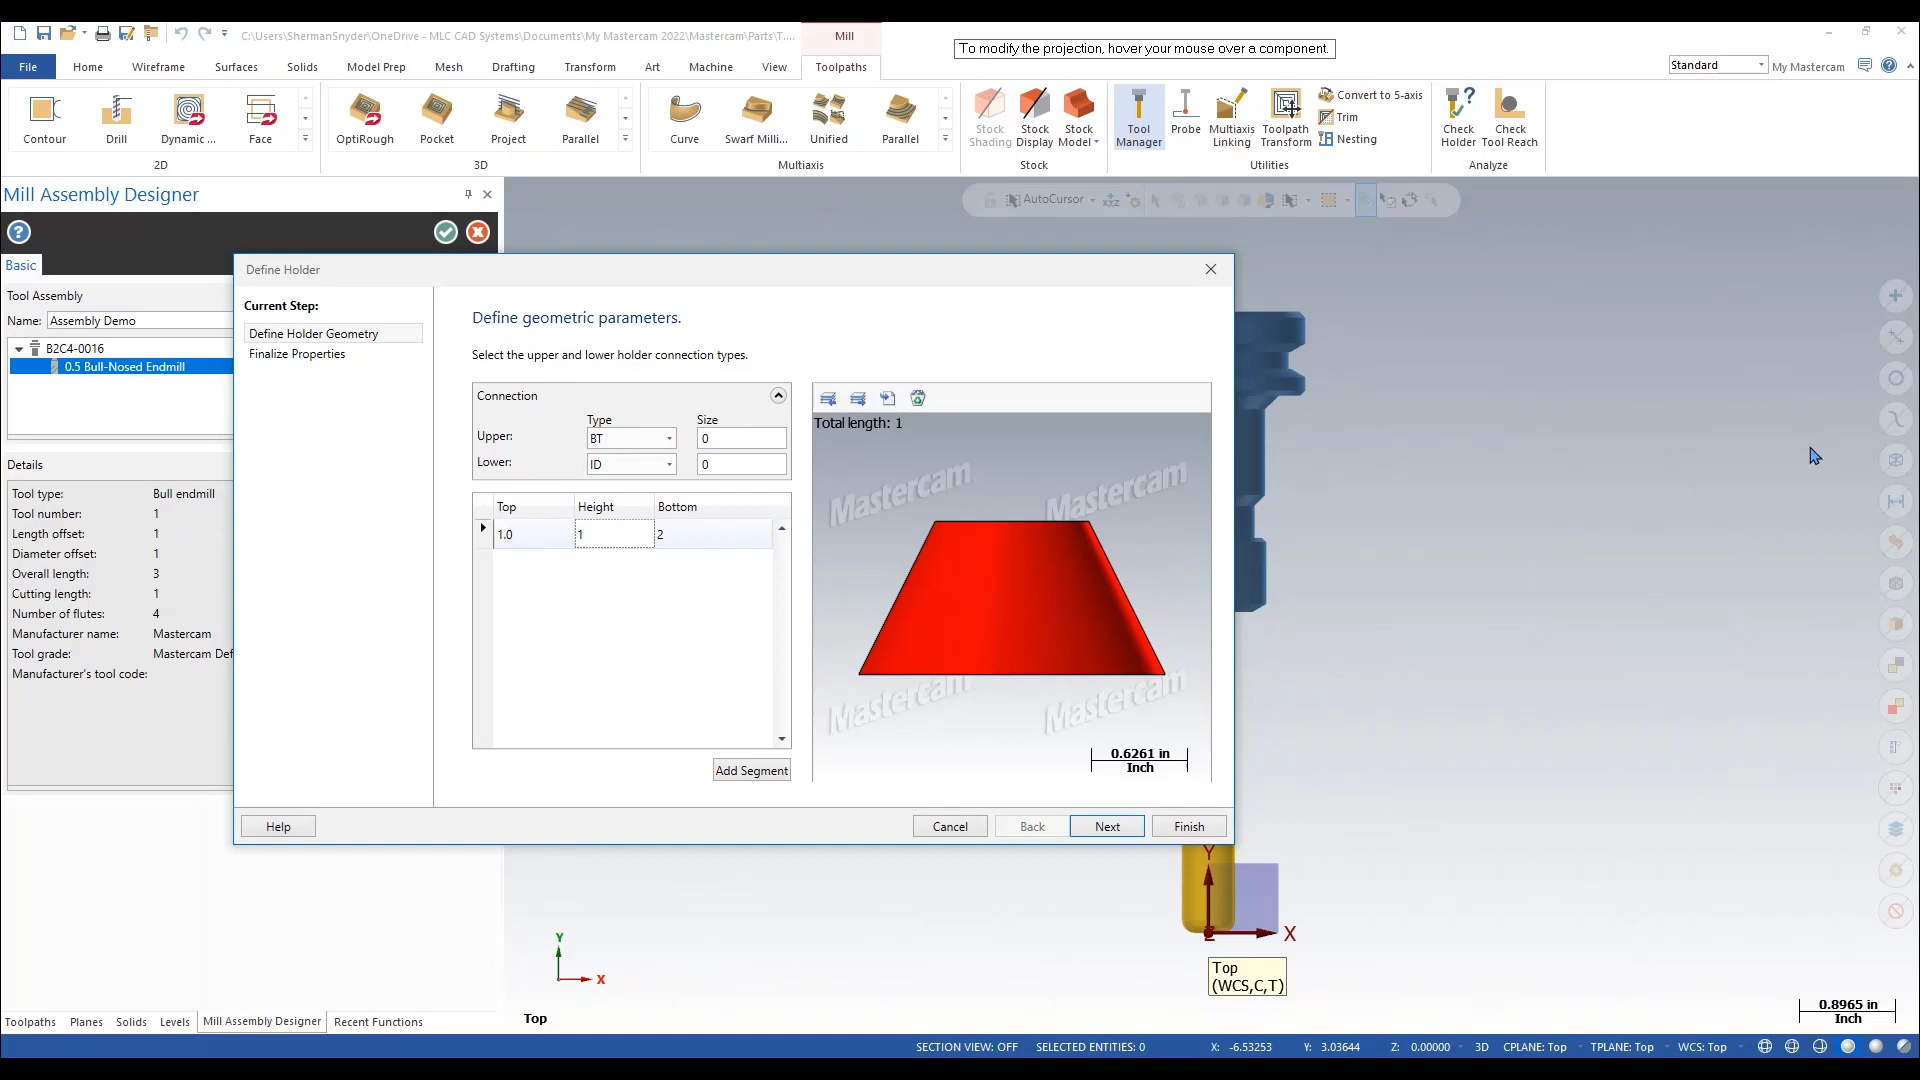 C:\Users\ShermanSnyder\OneDrive - MLC CAD Systems\Documents\My Mastercam 2022\Mastercam\Parts\T....
Mill
To modify the projection, hover your mouse over a component.
File
Home
Wireframe
Surfaces
Solids
Model Prep
Mesh
Drafting
Transform
Art
Machine
View
Toolpaths
Standard
My Mastercam
Contour
Drill
Dynamic ...
Face
2D
OptiRough
Pocket
Project
Parallel
3D
Curve
Swarf Milli...
Unified
Parallel
Multiaxis
Stock Shading
Stock Display
Stock Model
Stock
Tool Manager
Probe
Multiaxis Linking
Toolpath Transform
Convert to 5-axis
Trim
Nesting
Utilities
Check Holder
Check Tool Reach
Analyze
Mill Assembly Designer
AutoCursor
Basic
Tool Assembly
Name: Assembly Demo
B2C4-0016
0.5 Bull-Nosed Endmill
Details
Tool type: Bull endmill
Tool number: 1
Length offset: 1
Diameter offset: 1
Overall length: 3
Cutting length: 1
Number of flutes: 4
Manufacturer name: Mastercam
Tool grade: Mastercam Def
Manufacturer's tool code:
Define Holder
Current Step:
Define Holder Geometry
Finalize Properties
Define geometric parameters.
Select the upper and lower holder connection types.
Connection
Type Size
Upper: BT 0
Lower: ID 0
Top Height Bottom
1.0 1 2
Add Segment
Total length: 1
Mastercam Mastercam
Mastercam Mastercam
0.6261 in
Inch
Help
Cancel
Back
Next
Finish
Y
Z
X
Top
(WCS,C,T)
Y
X
Top
0.8965 in
Inch
Toolpaths
Planes
Solids
Levels
Mill Assembly Designer
Recent Functions
SECTION VIEW: OFF SELECTED ENTITIES: 0 X: -6.53253 Y: 3.03644 Z: 0.00000 3D CPLANE: Top TPLANE: Top WCS: Top